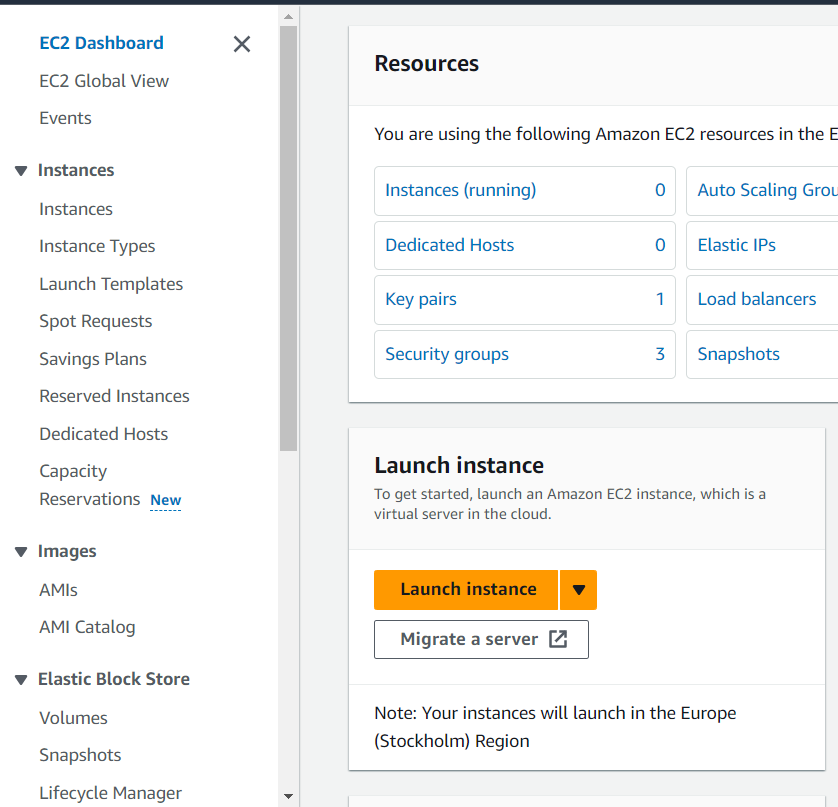 EC2 Dashboard
EC2 Global View
Events
Instances
Instances
Instance Types
Launch Templates
Spot Requests
Savings Plans
Reserved Instances
Dedicated Hosts
Capacity
Reservations New
Images
AMIs
AMI Catalog
Elastic Block Store
Volumes
Snapshots
Lifecycle Manager
Resources
You are using the following Amazon EC2 resources in the E
Instances (running) 0 Auto Scaling Grou
Dedicated Hosts 0 Elastic IPs
Key pairs 1 Load balancers
Security groups 3 Snapshots
Launch instance
To get started, launch an Amazon EC2 instance, which is a
virtual server in the cloud.
Launch instance
Migrate a server
Note: Your instances will launch in the Europe
(Stockholm) Region